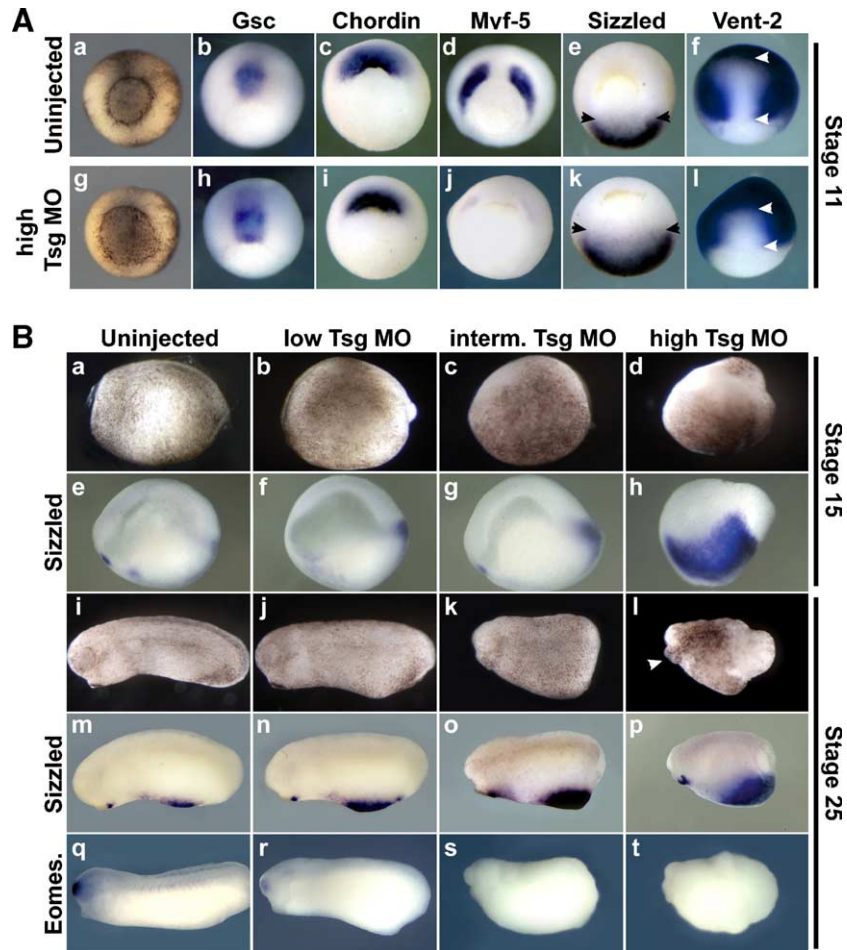 A
Gsc
Chordin
Myf-5
Sizzled
Vent-2
Uninjected
a
b
c
d
e
f
high
Tsg MO
g
h
i
j
k
l
Stage 11
B
Uninjected
low Tsg MO
interm. Tsg MO
high Tsg MO
a
b
c
d
Sizzled
e
f
g
h
Stage 15
i
j
k
l
Sizzled
m
n
o
p
Eomes.
q
r
s
t
Stage 25